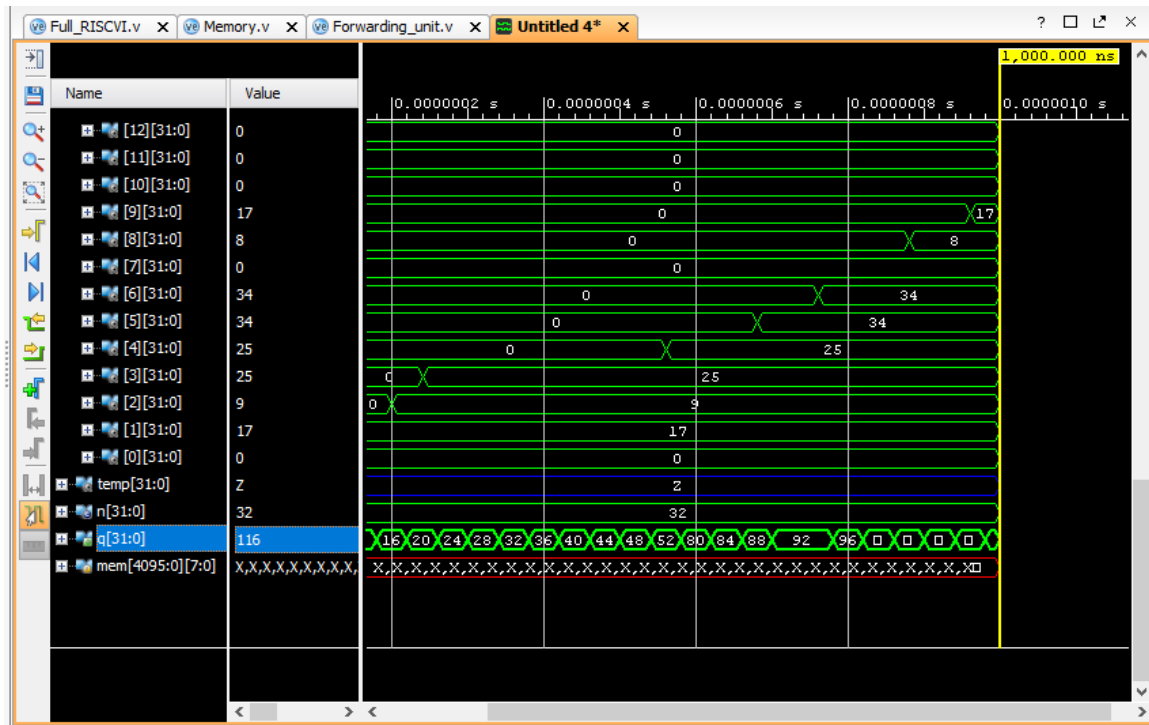 Full_RISCVI.v X Memory.v X Forwarding_unit.v X Untitled 4* X ?
1,000.000 ns
Name Value
0.0000002 s 0.0000004 s 0.0000006 s 0.0000008 s 0.0000010 s
[12][31:0] 0 0
[11][31:0] 0 0
[10][31:0] 0 0
[9][31:0] 17 0 17
[8][31:0] 8 0 8
[7][31:0] 0 0
[6][31:0] 34 0 34
[5][31:0] 34 0 34
[4][31:0] 25 0 25
[3][31:0] 25 0 25
[2][31:0] 9 0 9
[1][31:0] 17 17
[0][31:0] 0 0
temp[31:0] Z Z
n[31:0] 32 32
q[31:0] 116 16 20 24 28 32 36 40 44 48 52 80 84 88 92 96
mem[4095:0][7:0] X,X,X,X,X,X,X,X,X, X,X,X,X,X,X,X,X,X,X,X,X,X,X,X,X,X,X,X,X,X,X,X,X,X,X,X,X,X